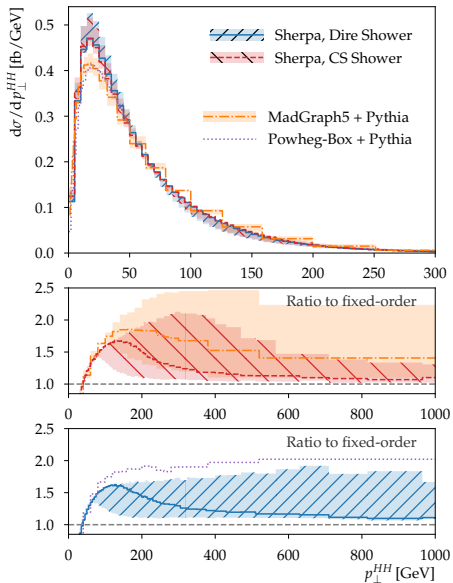 dσ/dp⊥^HH [fb/GeV]
0.5
0.4
0.3
0.2
0.1
0.0
Sherpa, Dire Shower
Sherpa, CS Shower
MadGraph5 + Pythia
Powheg-Box + Pythia
0 50 100 150 200 250 300
2.5
2.0
1.5
1.0
Ratio to fixed-order
0 200 400 600 800 1000
2.5
2.0
1.5
1.0
Ratio to fixed-order
0 200 400 600 800 1000
p⊥^HH [GeV]